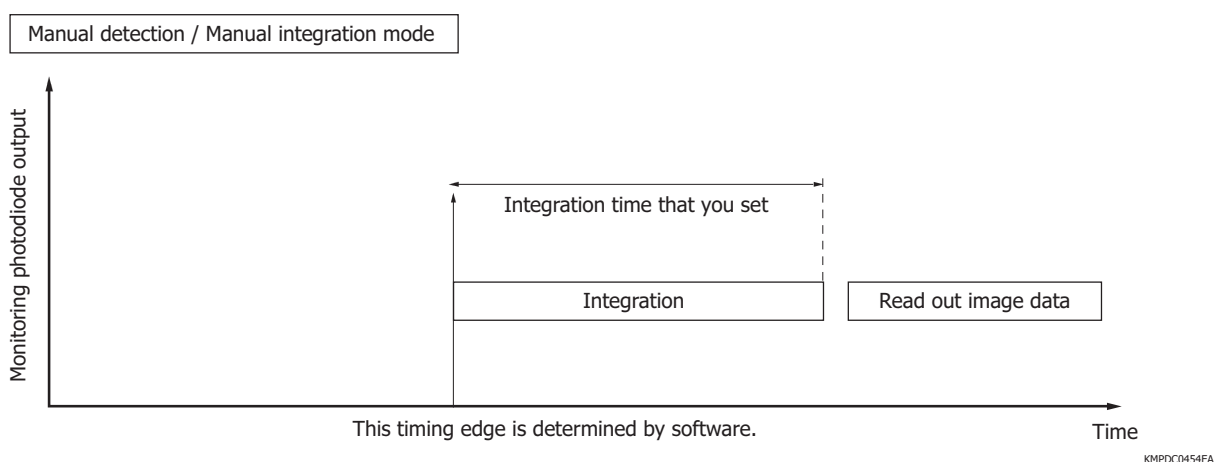 Manual detection / Manual integration mode
Monitoring photodiode output
Integration time that you set
Integration
Read out image data
This timing edge is determined by software.
Time
KMPDC0454EA